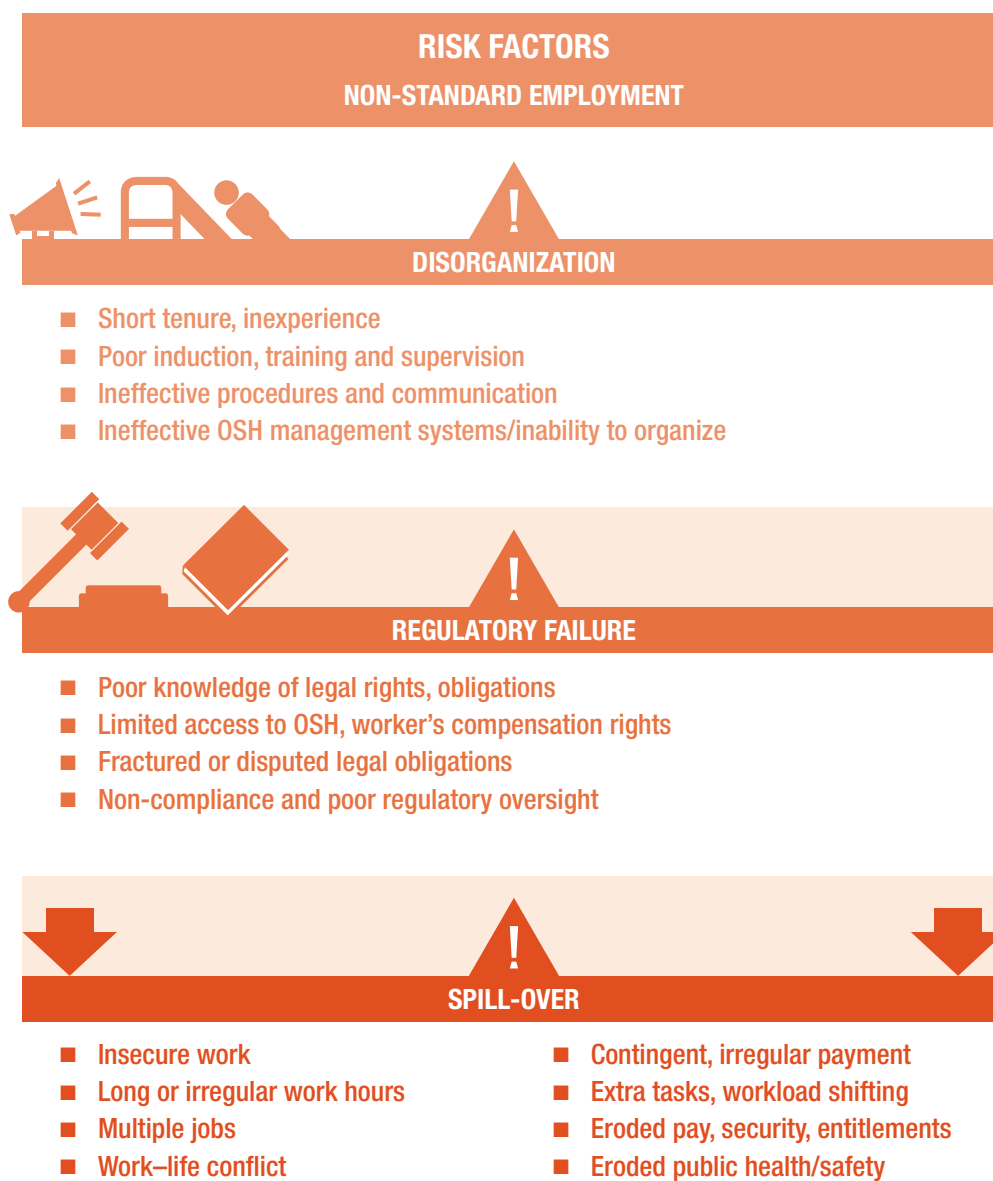 RISK FACTORS
NON-STANDARD EMPLOYMENT
!
DISORGANIZATION
■ Short tenure, inexperience
■ Poor induction, training and supervision
■ Ineffective procedures and communication
■ Ineffective OSH management systems/inability to organize
!
REGULATORY FAILURE
■ Poor knowledge of legal rights, obligations
■ Limited access to OSH, worker's compensation rights
■ Fractured or disputed legal obligations
■ Non-compliance and poor regulatory oversight
!
SPILL-OVER
■ Insecure work
■ Long or irregular work hours
■ Multiple jobs
■ Work–life conflict
■ Contingent, irregular payment
■ Extra tasks, workload shifting
■ Eroded pay, security, entitlements
■ Eroded public health/safety